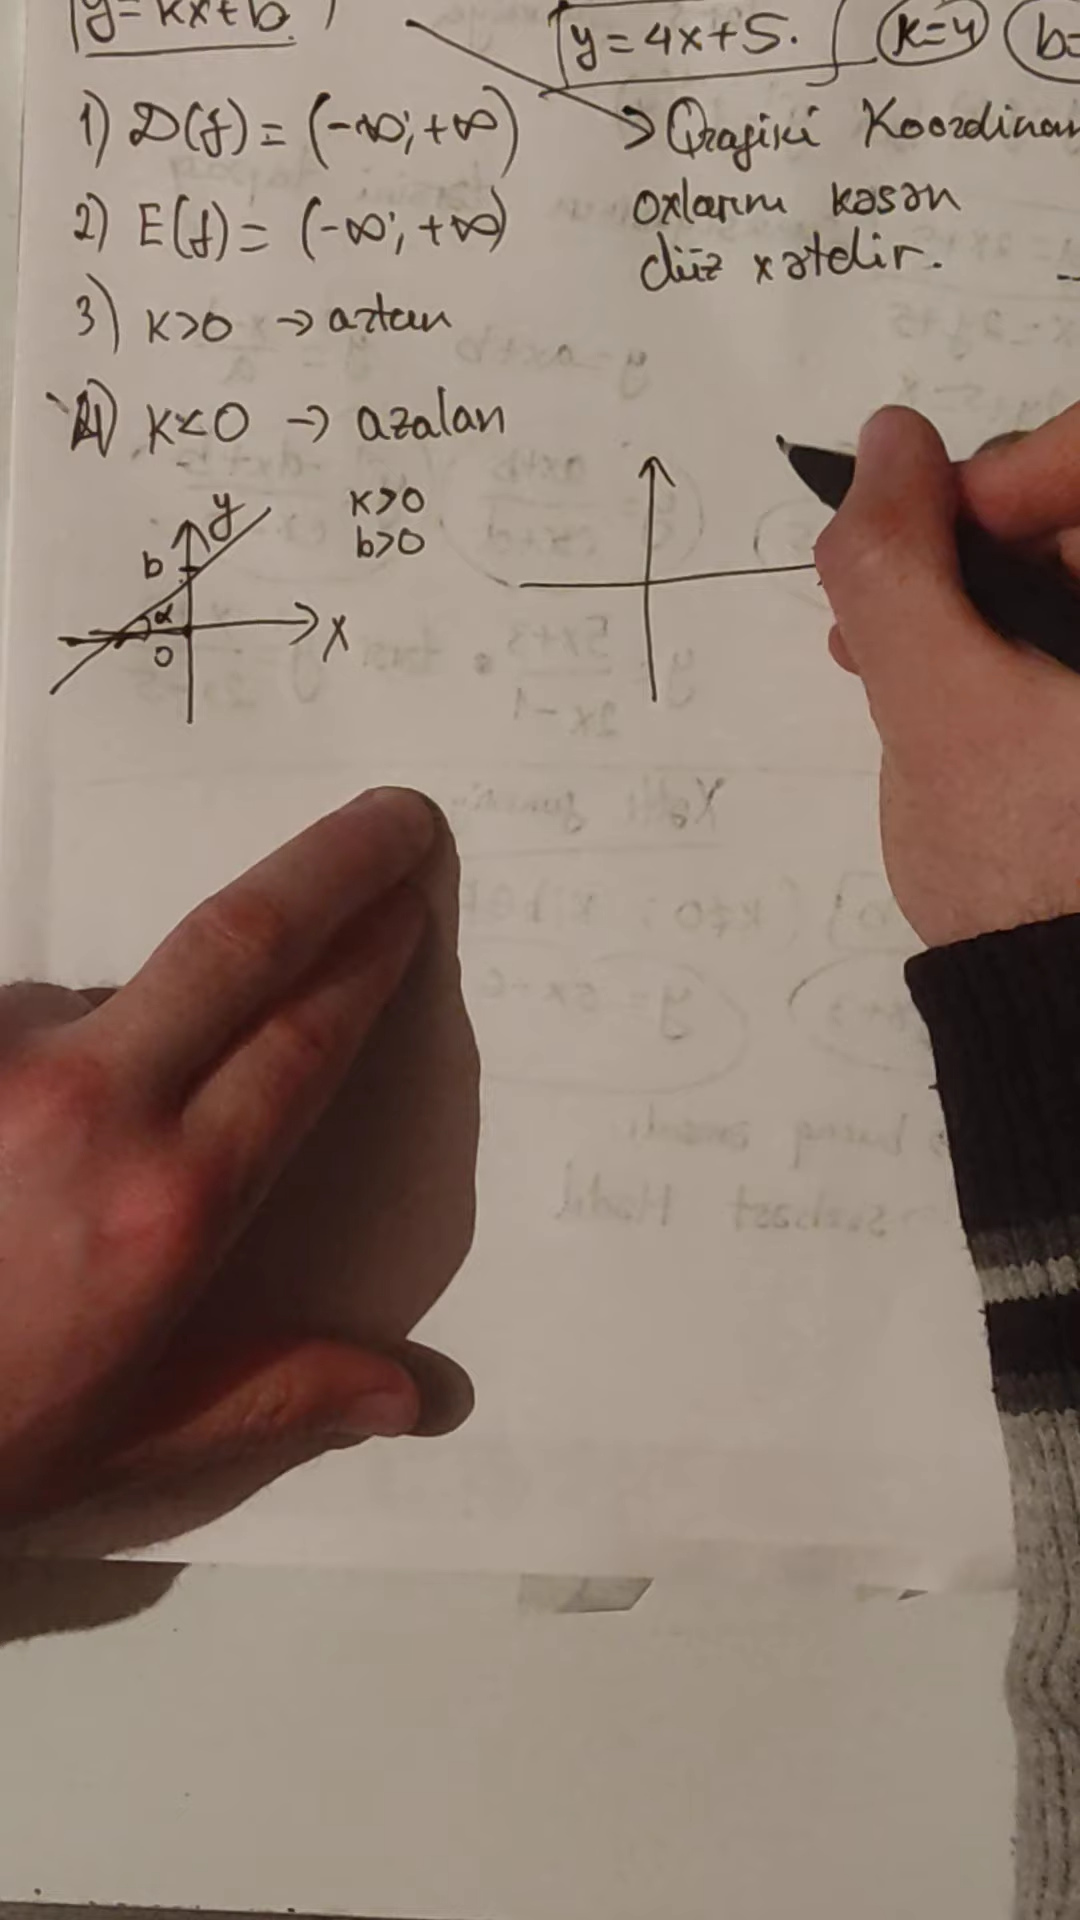 y = kx+b
y = 4x+5.
k=4
b=
1) D(f) = (-∞; +∞)
2) E(f) = (-∞; +∞)
3) k>0 → artan
4) k<0 → azalan
→ Qrafiki Koordinan
oxlarını kəsən
düz xətdir.
y
b
α
0
x
k>0
b>0